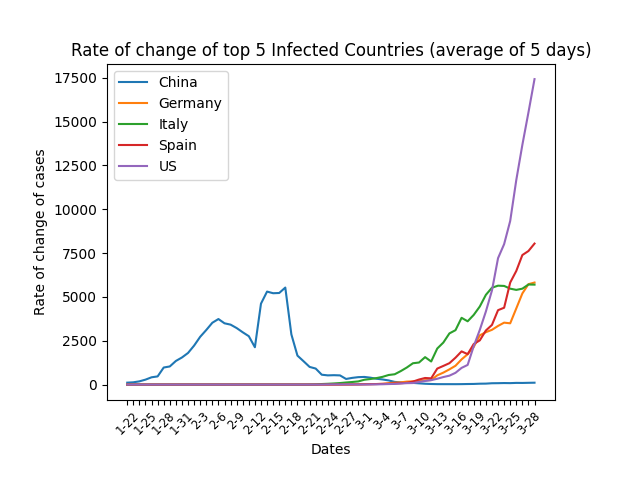 Rate of change of top 5 Infected Countries (average of 5 days)
China
Germany
Italy
Spain
US
17500
15000
12500
10000
7500
5000
2500
0
Rate of change of cases
1-22 1-25 1-28 1-31 2-3 2-6 2-9 2-12 2-15 2-18 2-21 2-24 2-27 3-1 3-4 3-7 3-10 3-13 3-16 3-19 3-22 3-25 3-28
Dates